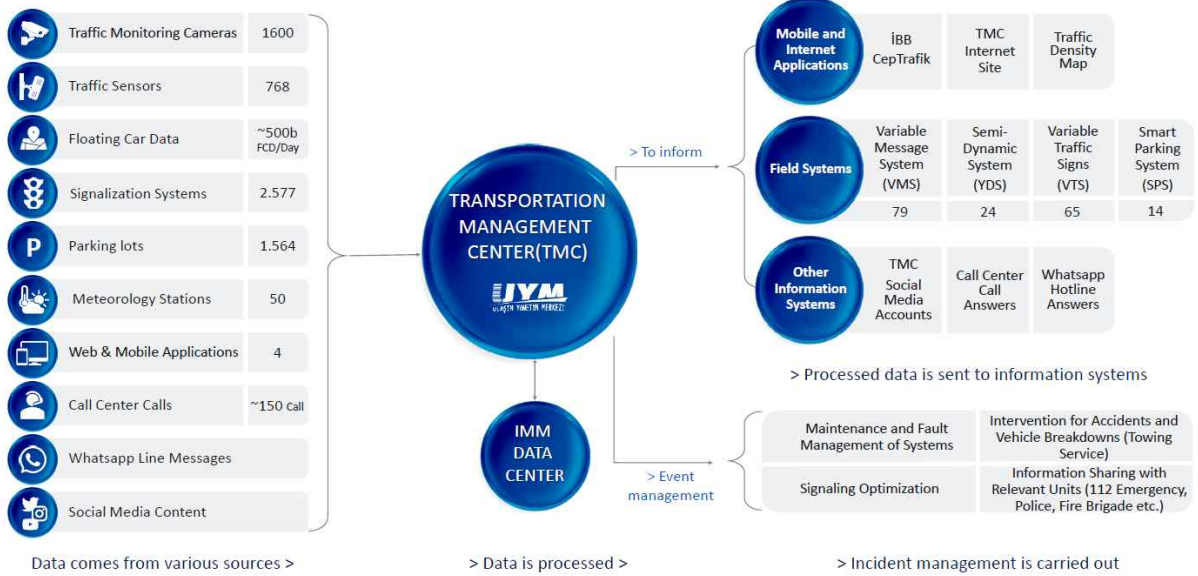 Traffic Monitoring Cameras 1600
Traffic Sensors 768
Floating Car Data ~500b
FCD/Day
Signalization Systems 2.577
P
Parking lots 1.564
Meteorology Stations 50
Web & Mobile Applications 4
Call Center Calls ~150 Call
Whatsapp Line Messages
Social Media Content
Data comes from various sources >
TRANSPORTATION
MANAGEMENT
CENTER(TMC)
UYM
ULAŞIM YÖNETİM MERKEZİ
IMM
DATA
CENTER
> Data is processed >
> To inform
> Event
management
Mobile and
Internet
Applications
İBB
CepTrafik
TMC
Internet
Site
Traffic
Density
Map
Field Systems
Variable
Message
System
(VMS)
79
Semi-
Dynamic
System
(YDS)
24
Variable
Traffic
Signs
(VTS)
65
Smart
Parking
System
(SPS)
14
Other
Information
Systems
TMC
Social
Media
Accounts
Call Center
Call
Answers
Whatsapp
Hotline
Answers
> Processed data is sent to information systems
Maintenance and Fault
Management of Systems
Intervention for Accidents and
Vehicle Breakdowns (Towing
Service)
Signaling Optimization
Information Sharing with
Relevant Units (112 Emergency,
Police, Fire Brigade etc.)
> Incident management is carried out